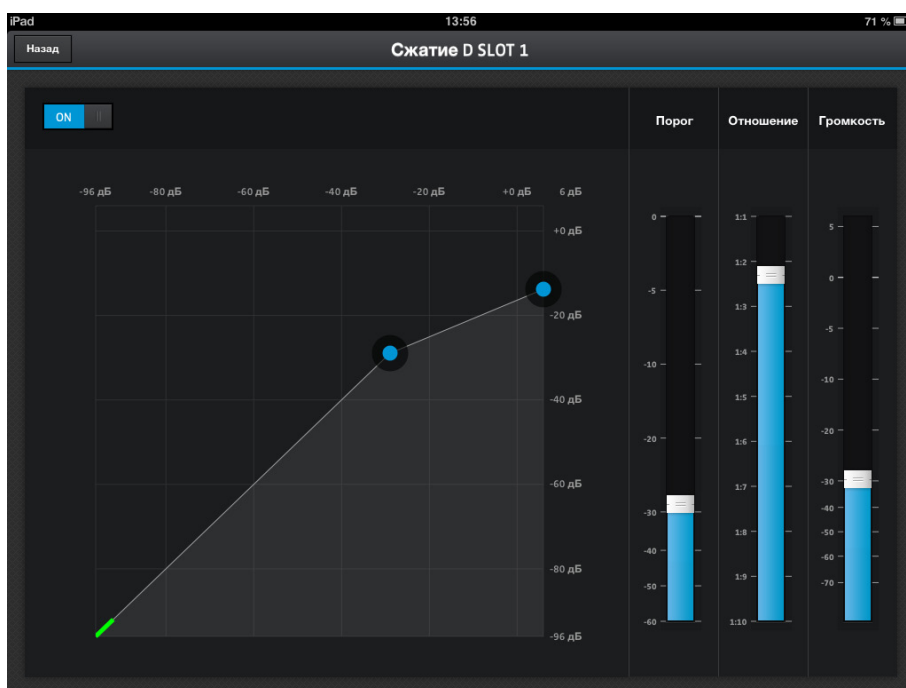 iPad 13:56 71 %
Назад Сжатие D SLOT 1
ON Порог Отношение Громкость
-96 дБ -80 дБ -60 дБ -40 дБ -20 дБ +0 дБ 6 дБ
+0 дБ
-20 дБ
-40 дБ
-60 дБ
-80 дБ
-96 дБ
0
-5
-10
-20
-30
-40
-50
-60
1:1
1:2
1:3
1:4
1:5
1:6
1:7
1:8
1:9
1:10
5
0
-5
-10
-20
-30
-40
-50
-60
-70